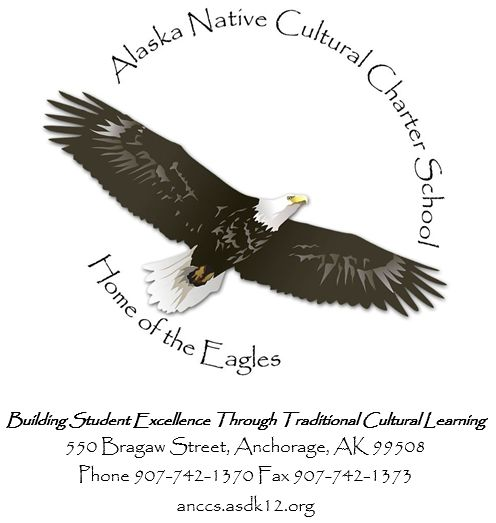 Alaska Native Cultural Charter School
Home of the Eagles
Building Student Excellence Through Traditional Cultural Learning
550 Bragaw Street, Anchorage, AK 99508
Phone 907-742-1370 Fax 907-742-1373
anccs.asdk12.org